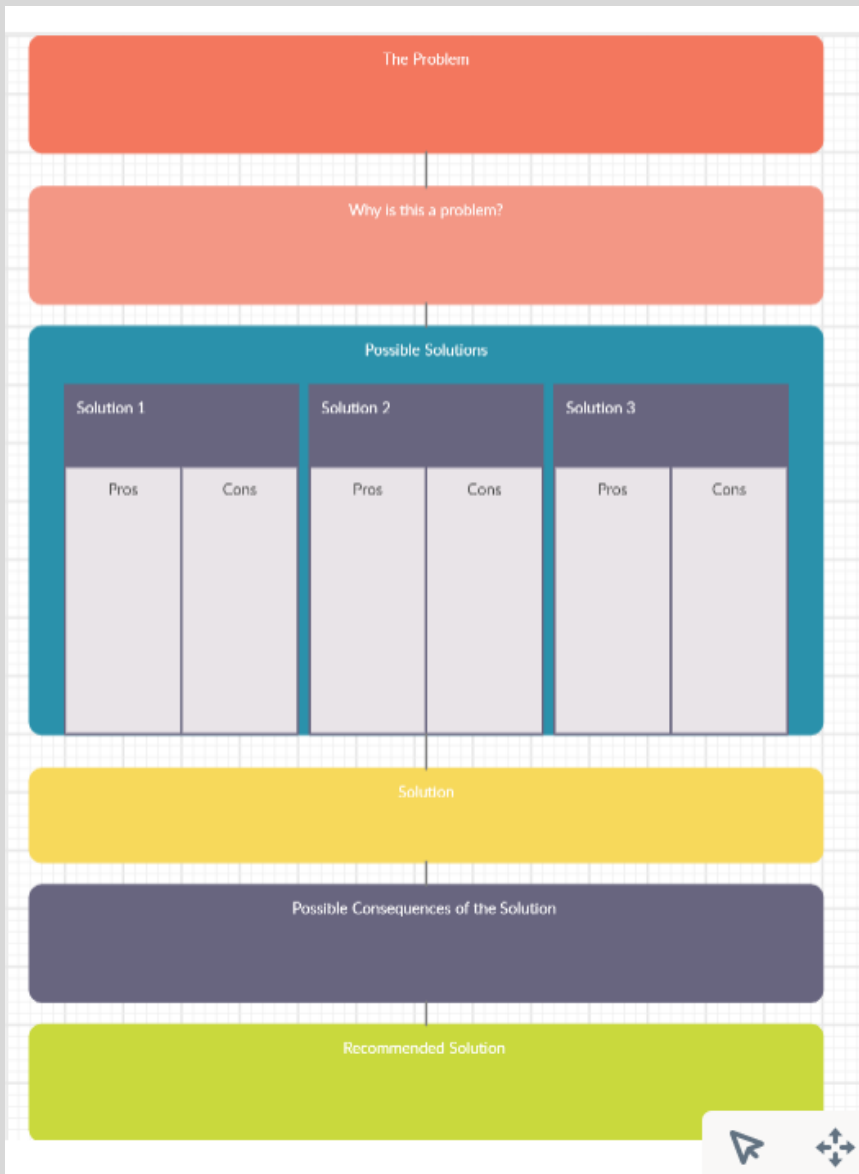 The Problem
Why is this a problem?
Possible Solutions
Solution 1 Solution 2 Solution 3
Pros Cons Pros Cons Pros Cons
Solution
Possible Consequences of the Solution
Recommended Solution